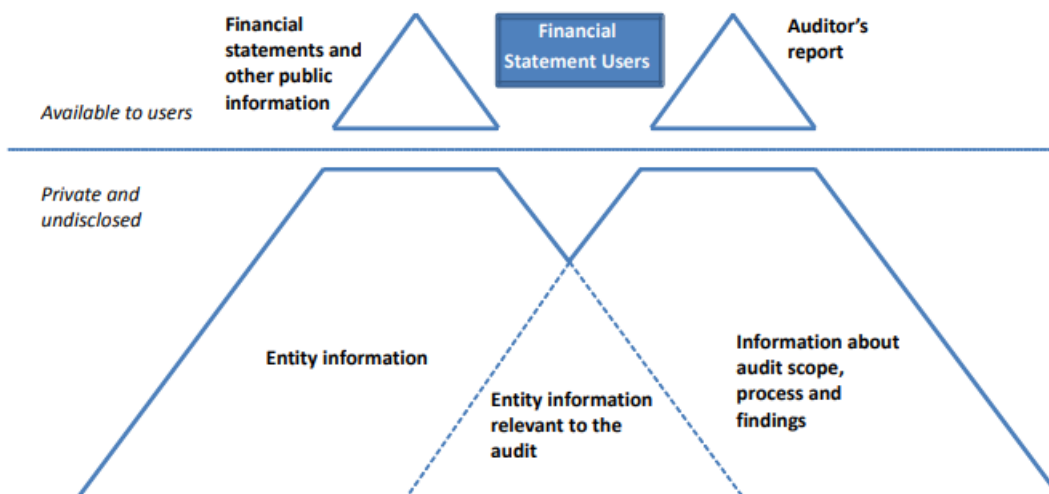 Financial
statements and
other public
information
Financial
Statement Users
Auditor's
report
Available to users
Private and
undisclosed
Entity information
Entity information
relevant to the
audit
Information about
audit scope,
process and
findings